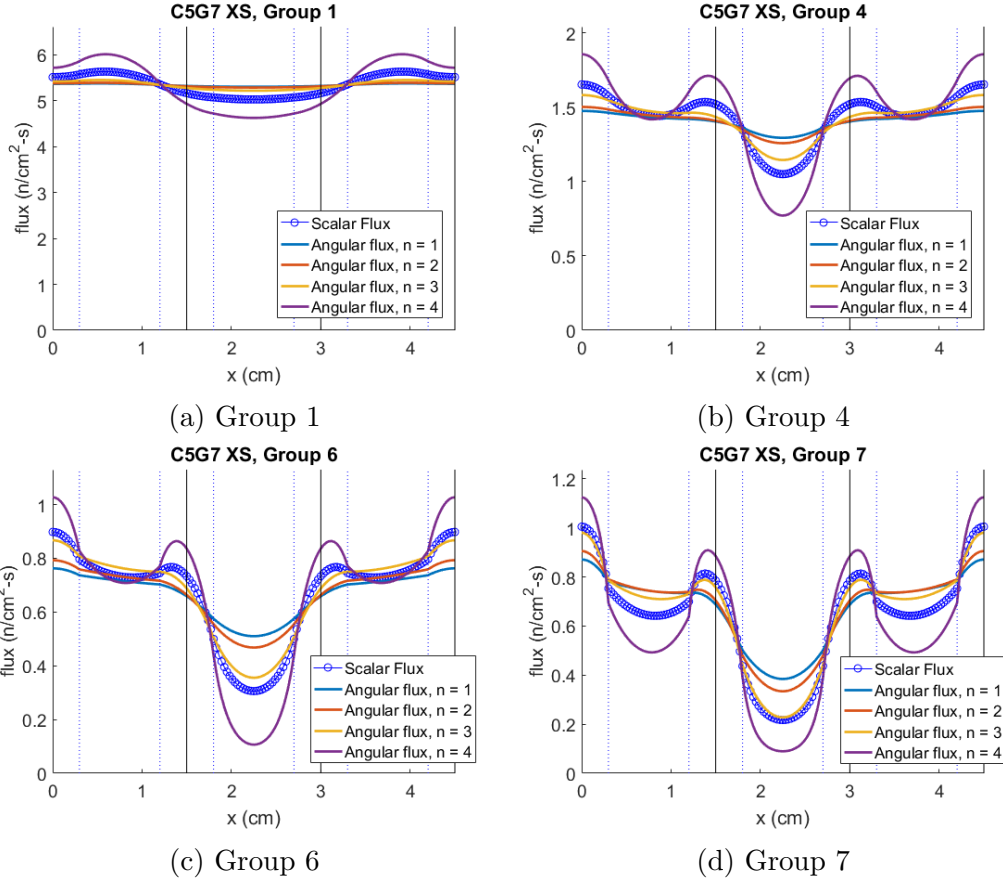 C5G7 XS, Group 1
flux (n/cm²-s)
6
5
4
3
2
1
0
Scalar Flux
Angular flux, n = 1
Angular flux, n = 2
Angular flux, n = 3
Angular flux, n = 4
0 1 2 3 4
x (cm)
(a) Group 1
C5G7 XS, Group 4
flux (n/cm²-s)
2
1.5
1
0.5
0
Scalar Flux
Angular flux, n = 1
Angular flux, n = 2
Angular flux, n = 3
Angular flux, n = 4
0 1 2 3 4
x (cm)
(b) Group 4
C5G7 XS, Group 6
flux (n/cm²-s)
1
0.8
0.6
0.4
0.2
0
Scalar Flux
Angular flux, n = 1
Angular flux, n = 2
Angular flux, n = 3
Angular flux, n = 4
0 1 2 3 4
x (cm)
(c) Group 6
C5G7 XS, Group 7
flux (n/cm²-s)
1.2
1
0.8
0.6
0.4
0.2
0
Scalar Flux
Angular flux, n = 1
Angular flux, n = 2
Angular flux, n = 3
Angular flux, n = 4
0 1 2 3 4
x (cm)
(d) Group 7